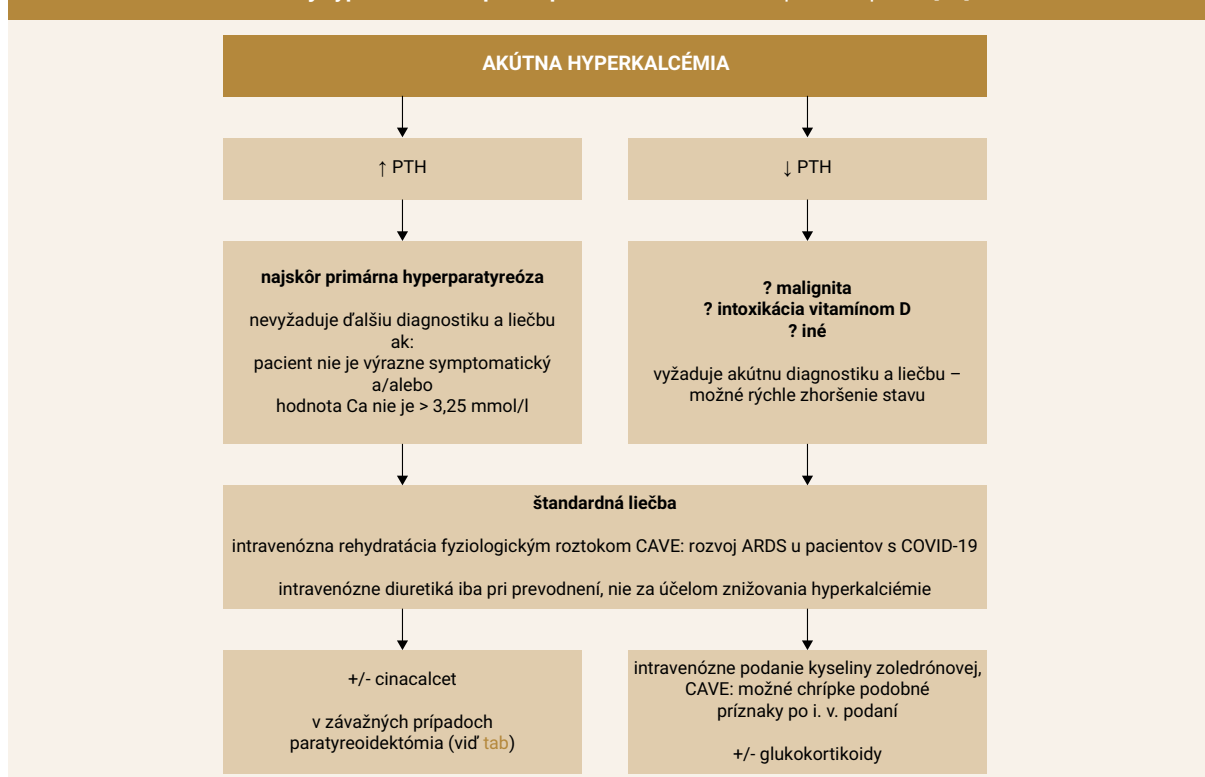 AKÚTNA HYPERKALCÉMIA
↑ PTH
↓ PTH
najskôr primárna hyperparatyreóza
nevyžaduje ďalšiu diagnostiku a liečbu
ak:
pacient nie je výrazne symptomatický
a/alebo
hodnota Ca nie je > 3,25 mmol/l
? malignita
? intoxikácia vitamínom D
? iné
vyžaduje akútnu diagnostiku a liečbu –
možné rýchle zhoršenie stavu
štandardná liečba
intravenózna rehydratácia fyziologickým roztokom CAVE: rozvoj ARDS u pacientov s COVID-19
intravenózne diuretiká iba pri prevodnení, nie za účelom znižovania hyperkalciémie
+/- cinacalcet
v závažných prípadoch
paratyreoidektómia (viď tab)
intravenózne podanie kyseliny zoledrónovej,
CAVE: možné chrípke podobné
príznaky po i. v. podaní
+/- glukokortikoidy